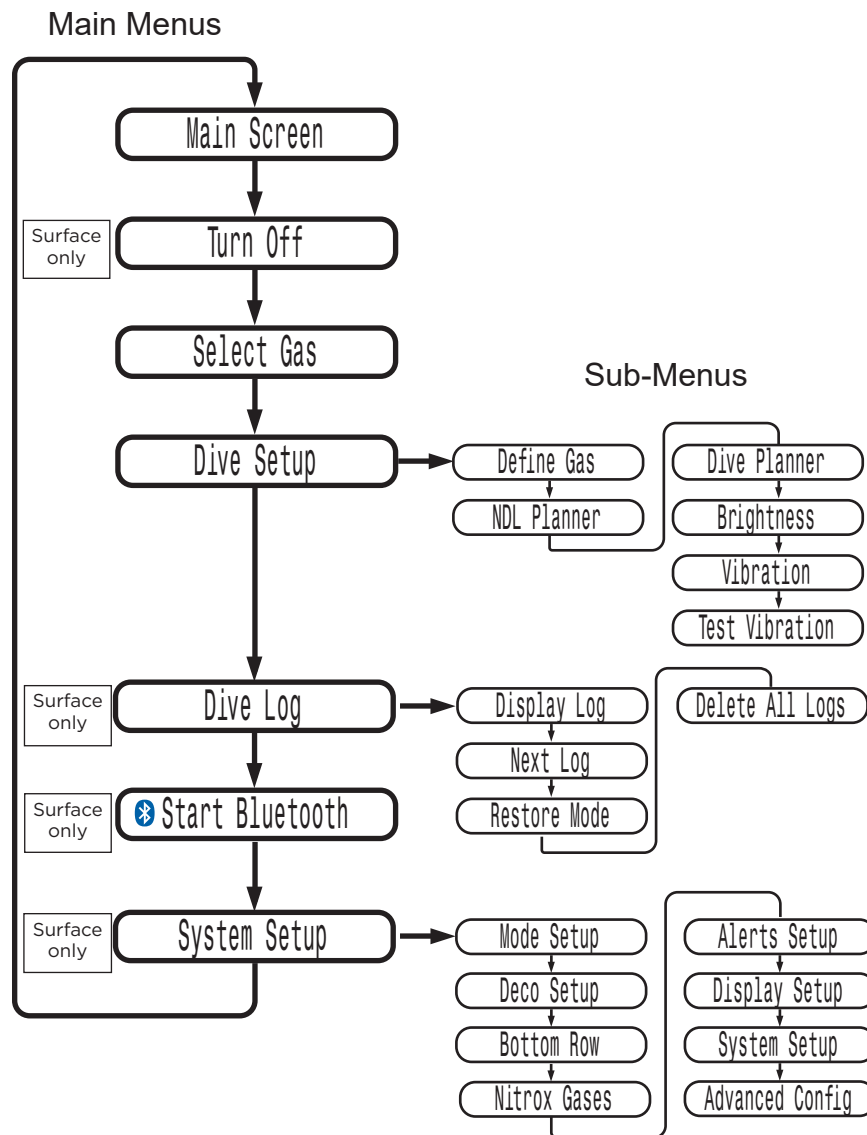 Main Menus
Main Screen
Surface
only
Turn Off
Select Gas
Sub-Menus
Dive Setup
Define Gas
NDL Planner
Dive Planner
Brightness
Vibration
Test Vibration
Surface
only
Dive Log
Display Log
Next Log
Restore Mode
Delete All Logs
Surface
only
Start Bluetooth
Surface
only
System Setup
Mode Setup
Deco Setup
Bottom Row
Nitrox Gases
Alerts Setup
Display Setup
System Setup
Advanced Config